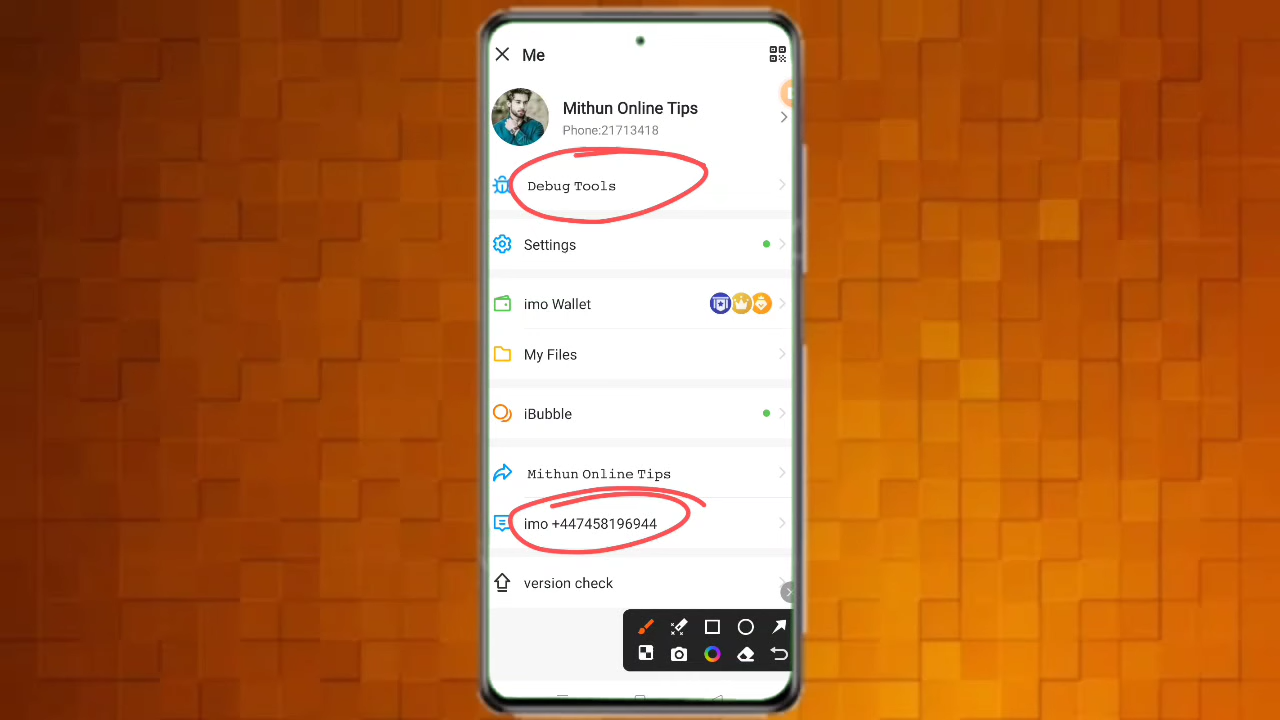 Me
Mithun Online Tips
Phone:21713418
Debug Tools
Settings
imo Wallet
My Files
iBubble
Mithun Online Tips
imo +447458196944
version check